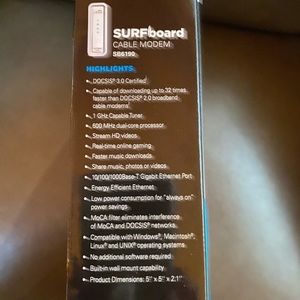 SURFboard
CABLE MODEM
SB6190
HIGHLIGHTS
DOCSIS® 3.0 Certified
Capable of downloading up to 32 times
faster than DOCSIS® 2.0 broadband
cable modems
1 GHz Capable Tuner
600 MHz dual-core processor
Stream HD videos
Real-time online gaming
Faster music downloads
Share music, photos or videos
10/100/1000Base-T Gigabit Ethernet Port
Energy Efficient Ethernet
Low power consumption for "always on"
power savings
MoCA filter eliminates interference
of MoCA and DOCSIS® networks.
Compatible with Windows®, Macintosh®,
Linux® and UNIX® operating systems.
No additional software required
Built-in wall mount capability
Product Dimensions: 5" x 5" x 2.1"